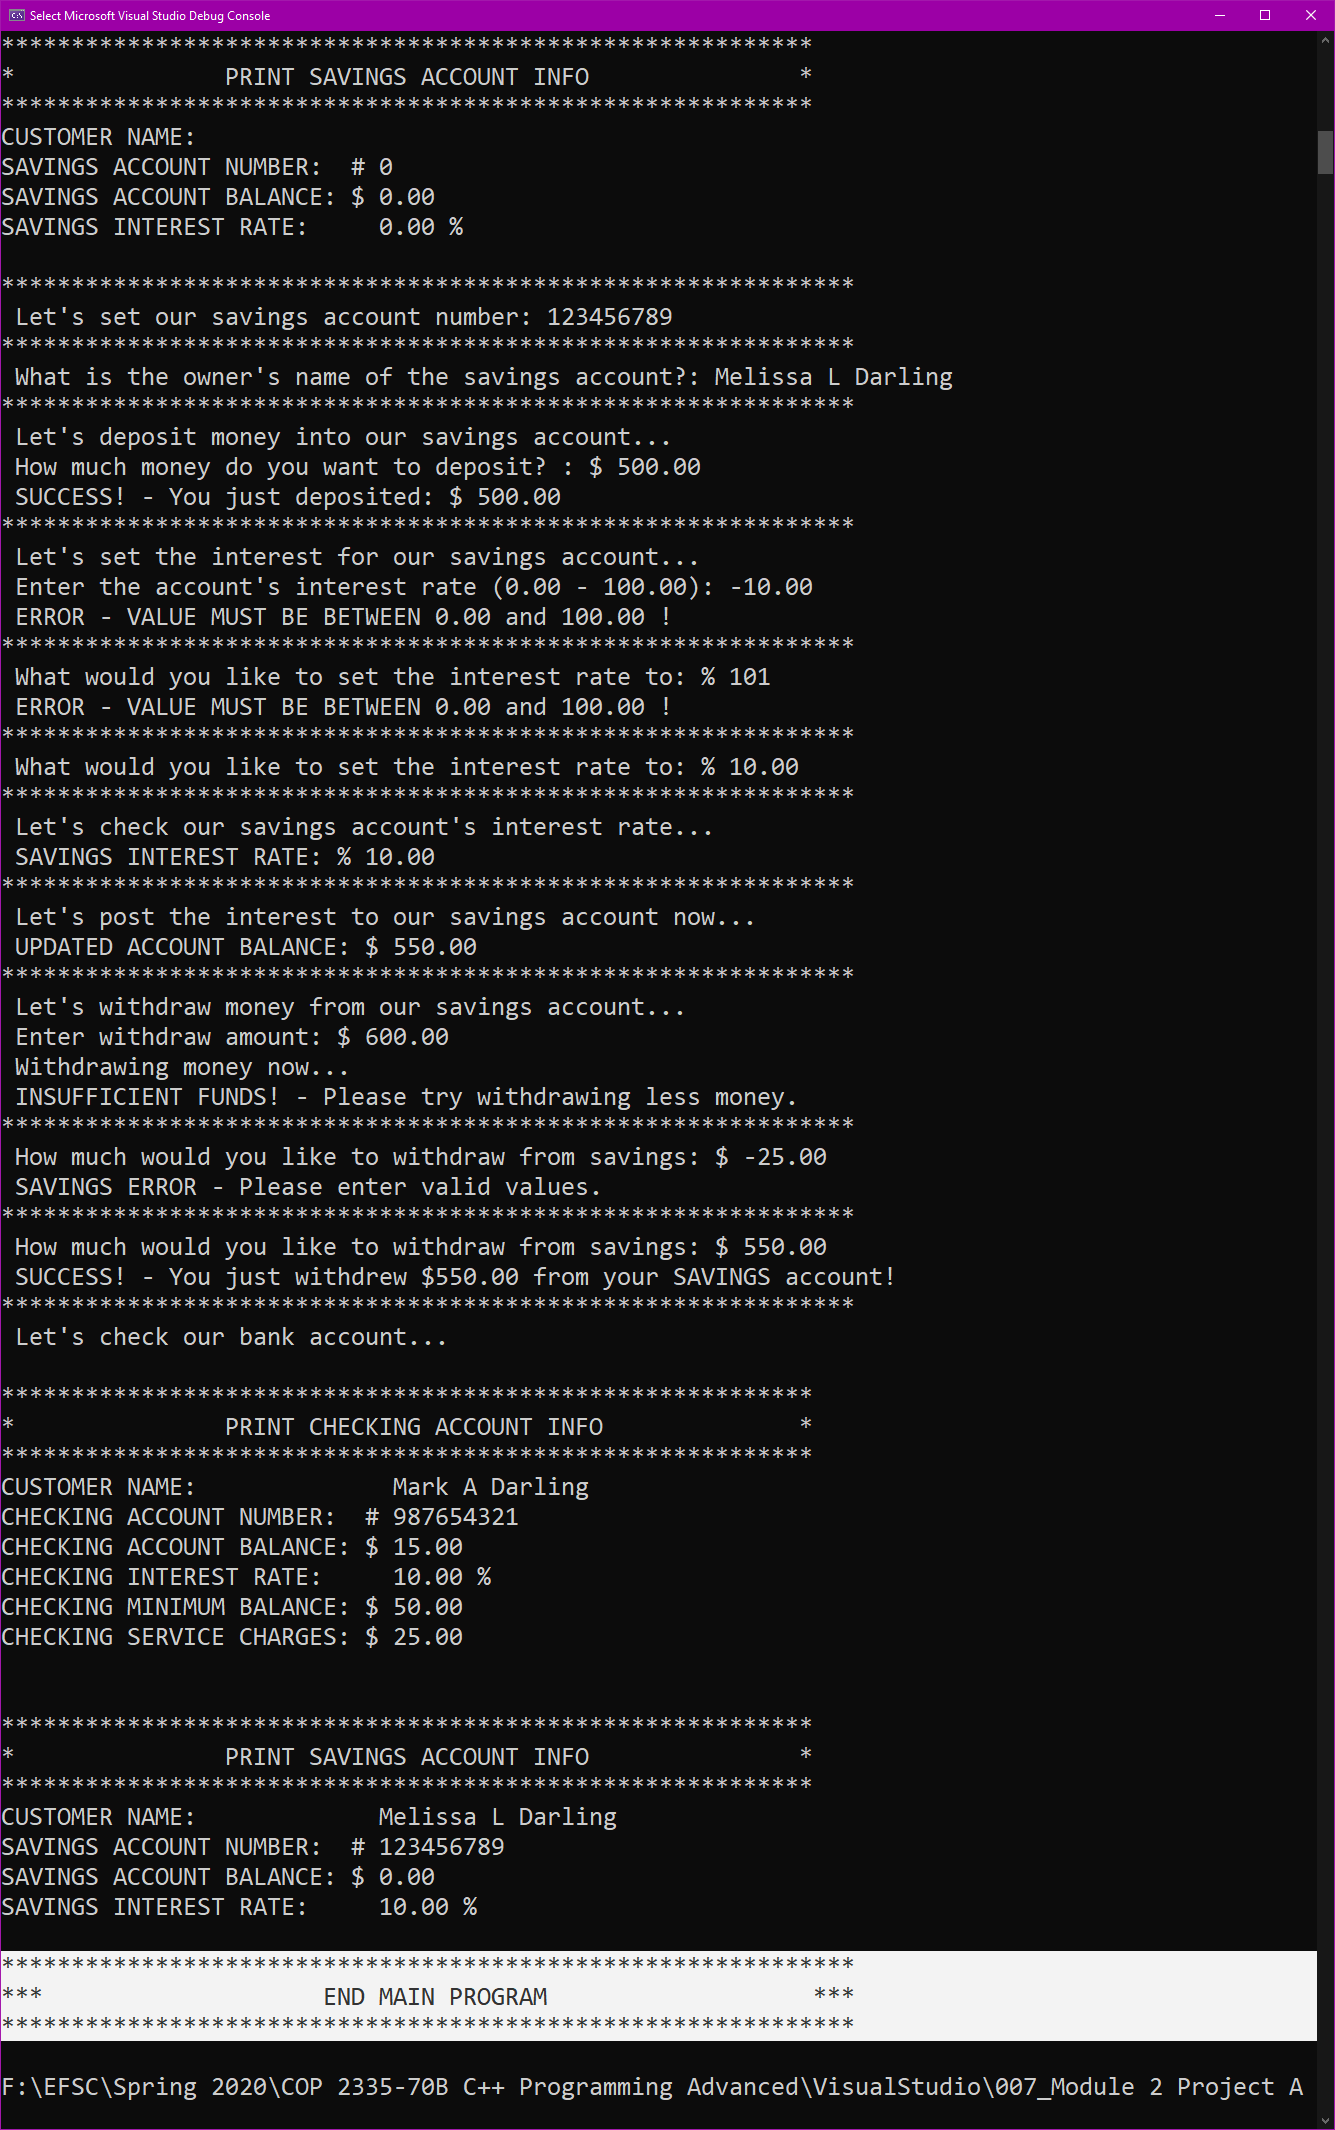 Select Microsoft Visual Studio Debug Console
**********************************************************
*               PRINT SAVINGS ACCOUNT INFO               *
**********************************************************
CUSTOMER NAME:
SAVINGS ACCOUNT NUMBER:  # 0
SAVINGS ACCOUNT BALANCE: $ 0.00
SAVINGS INTEREST RATE:     0.00 %

*************************************************************
 Let's set our savings account number: 123456789
*************************************************************
 What is the owner's name of the savings account?: Melissa L Darling
*************************************************************
 Let's deposit money into our savings account...
 How much money do you want to deposit? : $ 500.00
 SUCCESS! - You just deposited: $ 500.00
*************************************************************
 Let's set the interest for our savings account...
 Enter the account's interest rate (0.00 - 100.00): -10.00
 ERROR - VALUE MUST BE BETWEEN 0.00 and 100.00 !
*************************************************************
 What would you like to set the interest rate to: % 101
 ERROR - VALUE MUST BE BETWEEN 0.00 and 100.00 !
*************************************************************
 What would you like to set the interest rate to: % 10.00
*************************************************************
 Let's check our savings account's interest rate...
 SAVINGS INTEREST RATE: % 10.00
*************************************************************
 Let's post the interest to our savings account now...
 UPDATED ACCOUNT BALANCE: $ 550.00
*************************************************************
 Let's withdraw money from our savings account...
 Enter withdraw amount: $ 600.00
 Withdrawing money now...
 INSUFFICIENT FUNDS! - Please try withdrawing less money.
*************************************************************
 How much would you like to withdraw from savings: $ -25.00
 SAVINGS ERROR - Please enter valid values.
*************************************************************
 How much would you like to withdraw from savings: $ 550.00
 SUCCESS! - You just withdrew $550.00 from your SAVINGS account!
*************************************************************
 Let's check our bank account...

**********************************************************
*               PRINT CHECKING ACCOUNT INFO              *
**********************************************************
CUSTOMER NAME:              Mark A Darling
CHECKING ACCOUNT NUMBER:  # 987654321
CHECKING ACCOUNT BALANCE: $ 15.00
CHECKING INTEREST RATE:     10.00 %
CHECKING MINIMUM BALANCE: $ 50.00
CHECKING SERVICE CHARGES: $ 25.00

**********************************************************
*               PRINT SAVINGS ACCOUNT INFO               *
**********************************************************
CUSTOMER NAME:             Melissa L Darling
SAVINGS ACCOUNT NUMBER:  # 123456789
SAVINGS ACCOUNT BALANCE: $ 0.00
SAVINGS INTEREST RATE:     10.00 %

*************************************************************
***                    END MAIN PROGRAM                   ***
*************************************************************

F:\EFSC\Spring 2020\COP 2335-70B C++ Programming Advanced\VisualStudio\007_Module 2 Project A